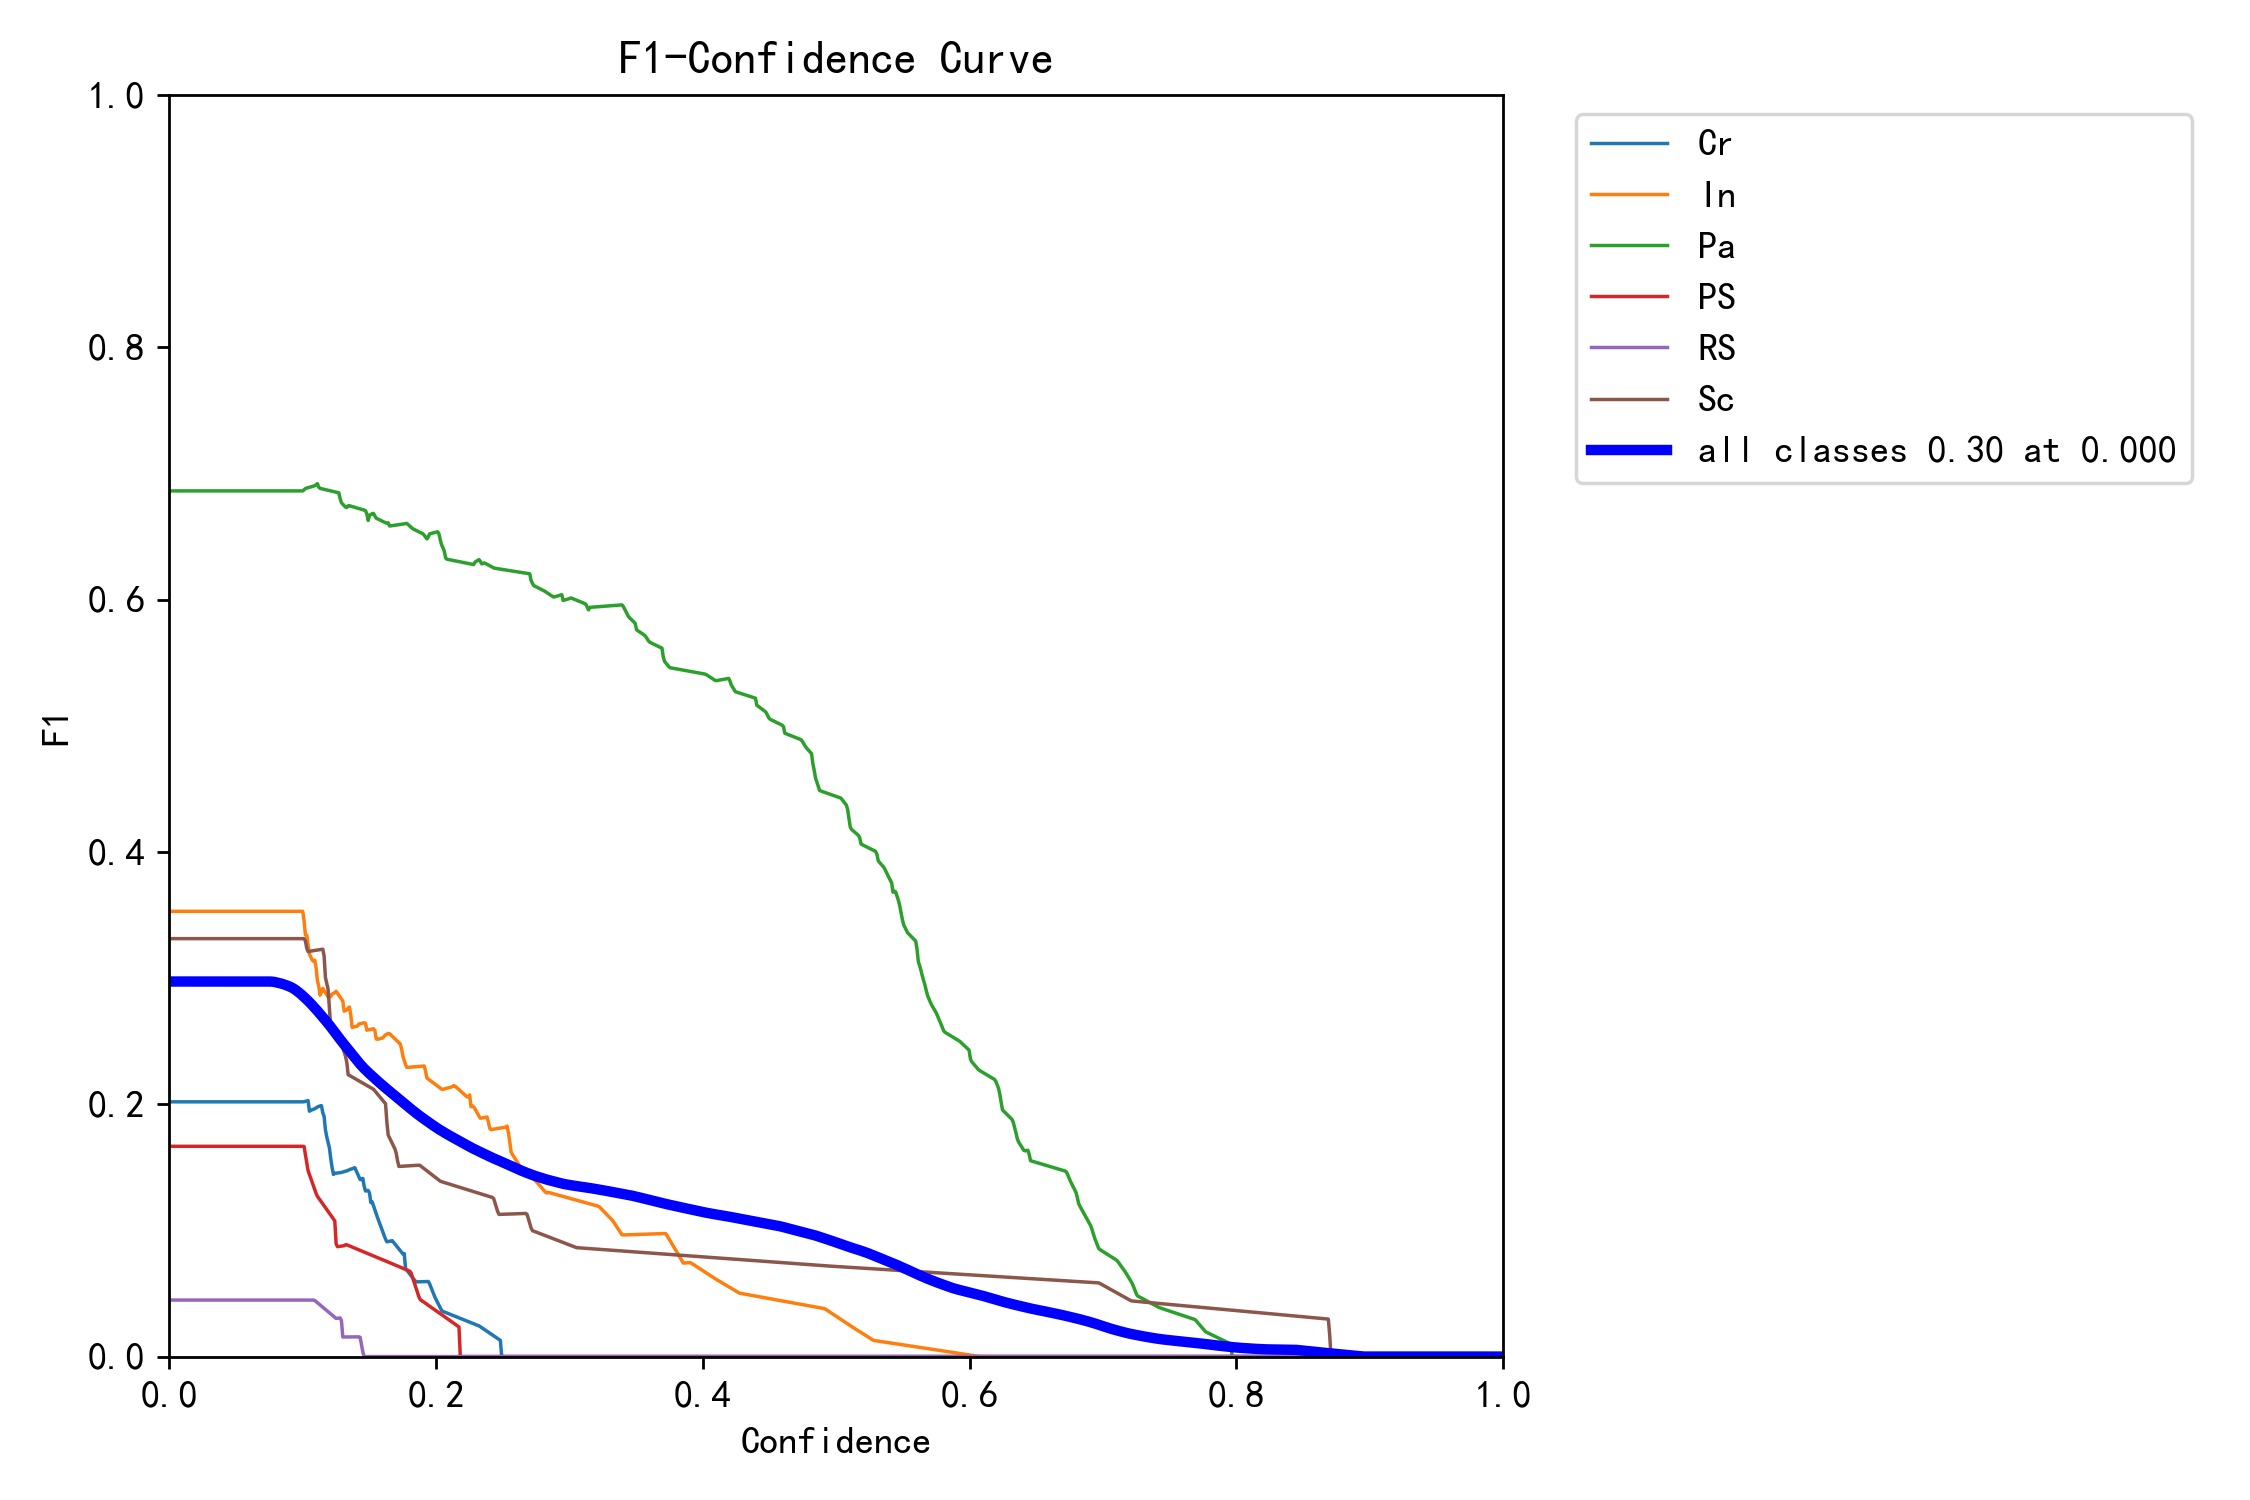 F1-Confidence Curve
1.0
0.8
0.6
0.4
0.2
0.0
F1
0.0 0.2 0.4 0.6 0.8 1.0
Confidence
Cr
In
Pa
PS
RS
Sc
all classes 0.30 at 0.000